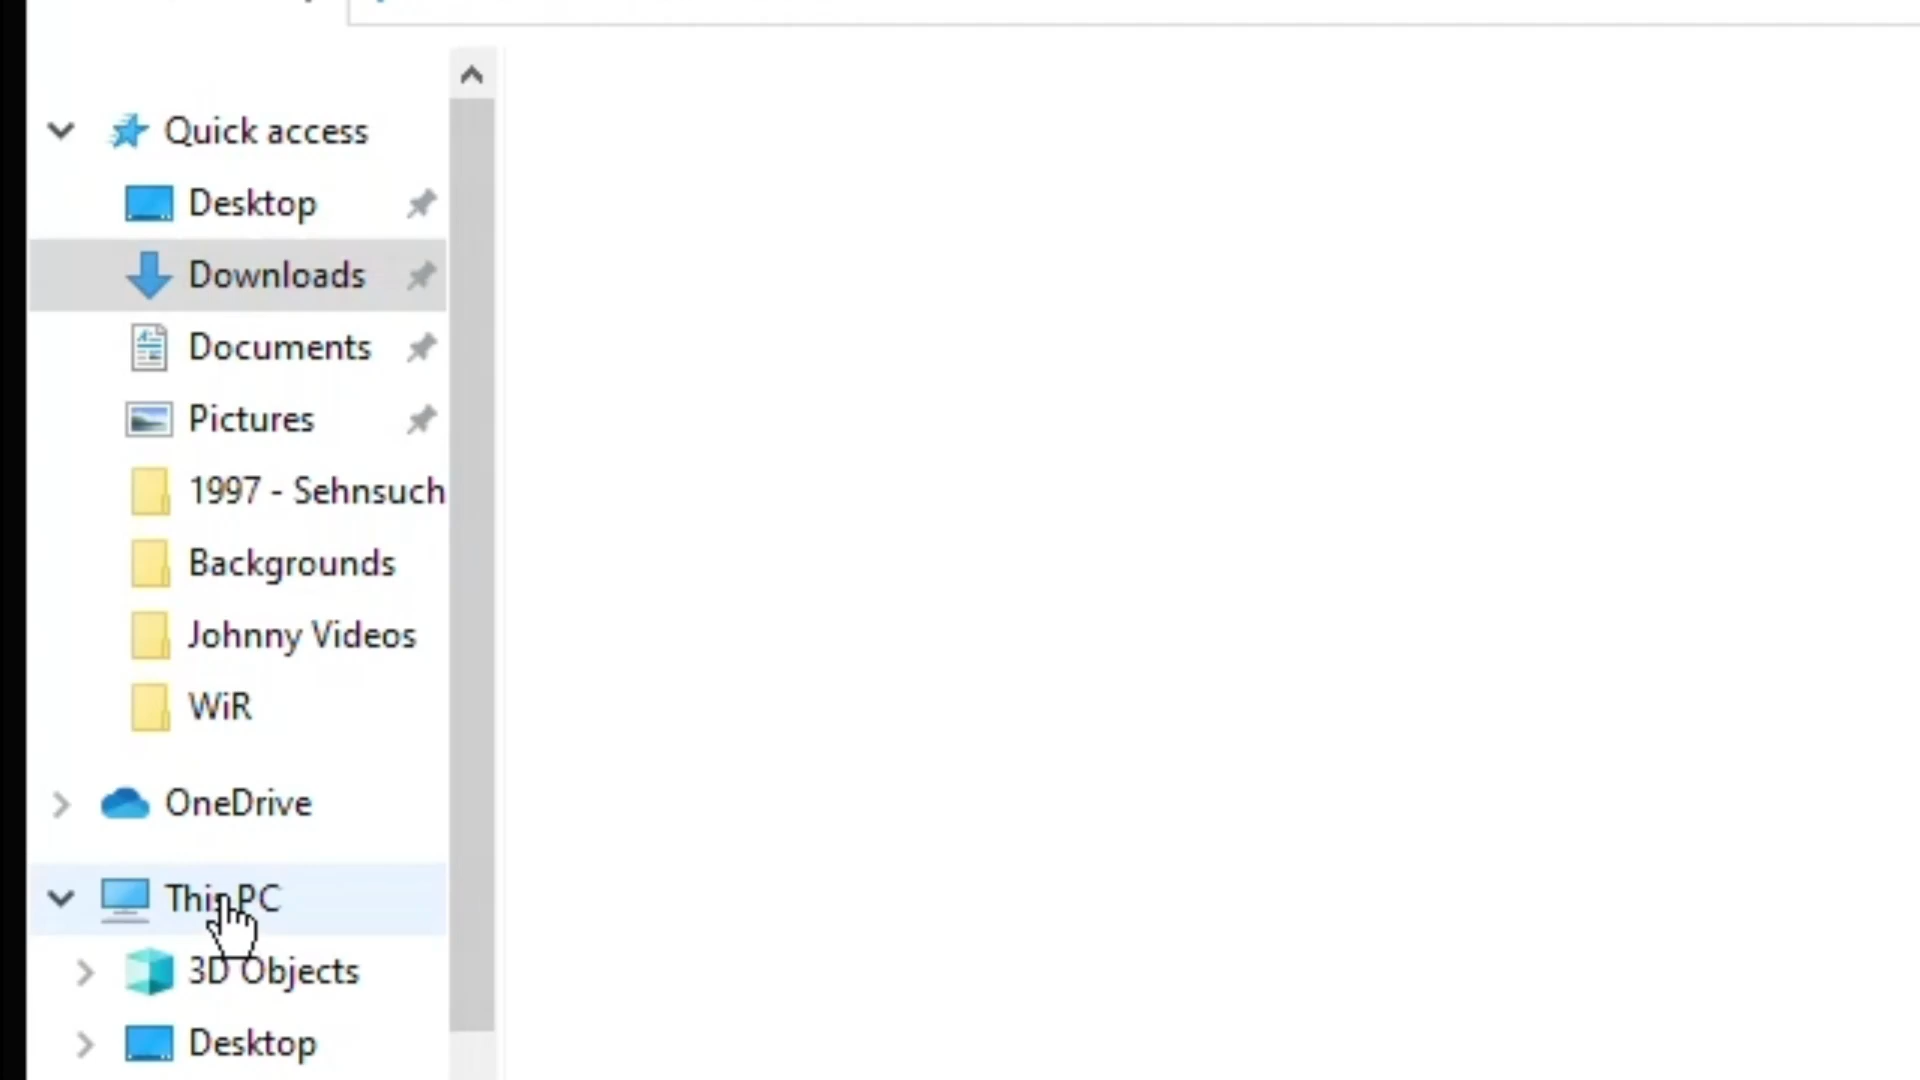 Quick access
Desktop
Downloads
Documents
Pictures
1997 - Sehnsuch
Backgrounds
Johnny Videos
WiR
OneDrive
This PC
3D Objects
Desktop